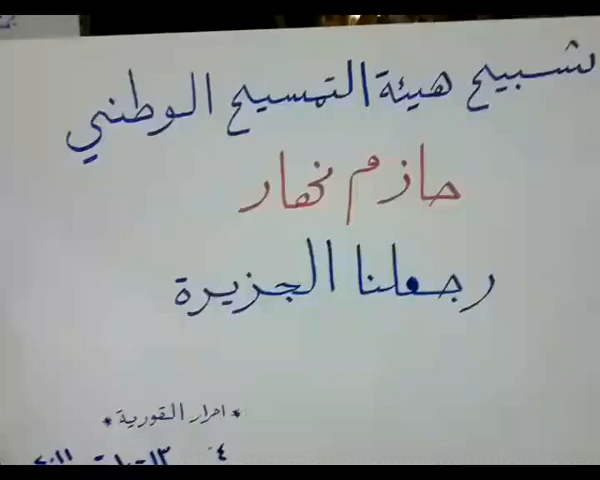 تشبيح هيئة التمسيح الوطني
حازم نهار
رجعلنا الجزيرة
* احرار القورية *